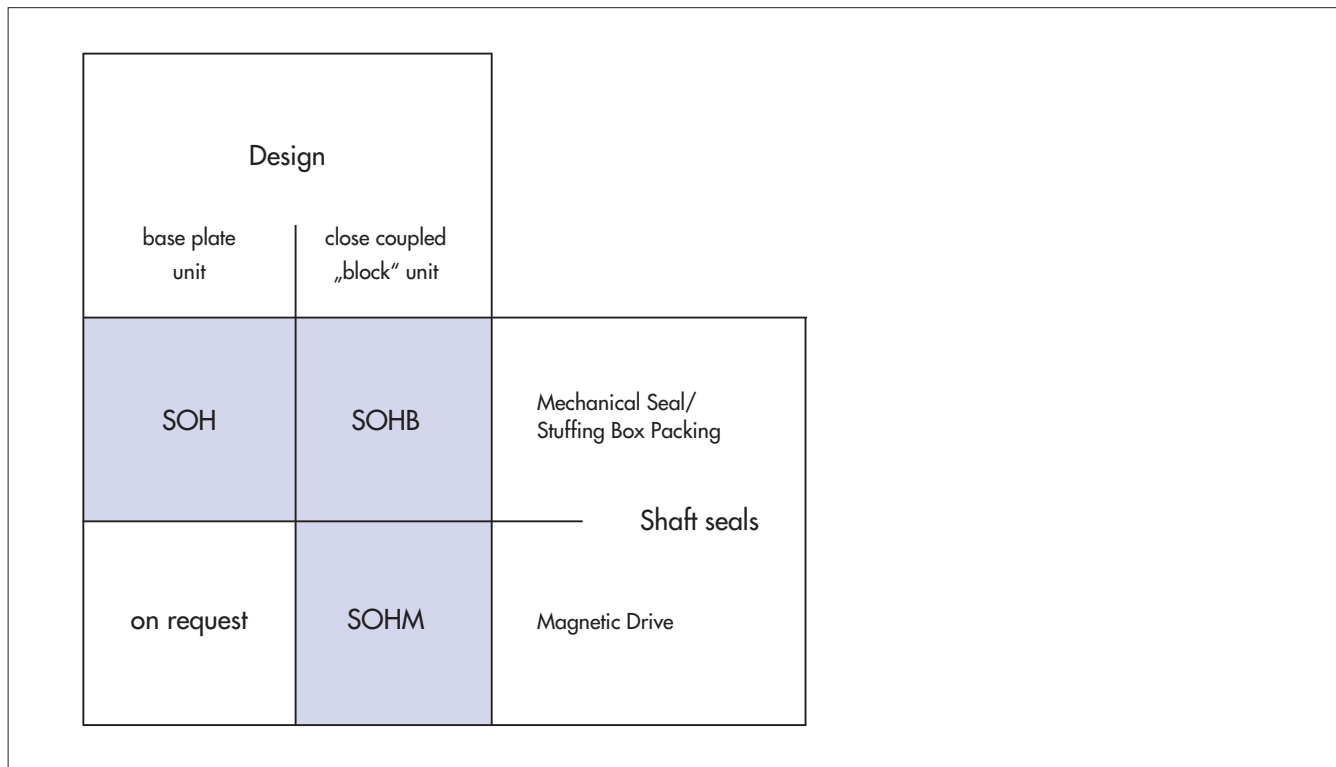 Design
base plate
unit
close coupled
„block“ unit
SOH
SOHB
Mechanical Seal/
Stuffing Box Packing
Shaft seals
on request
SOHM
Magnetic Drive